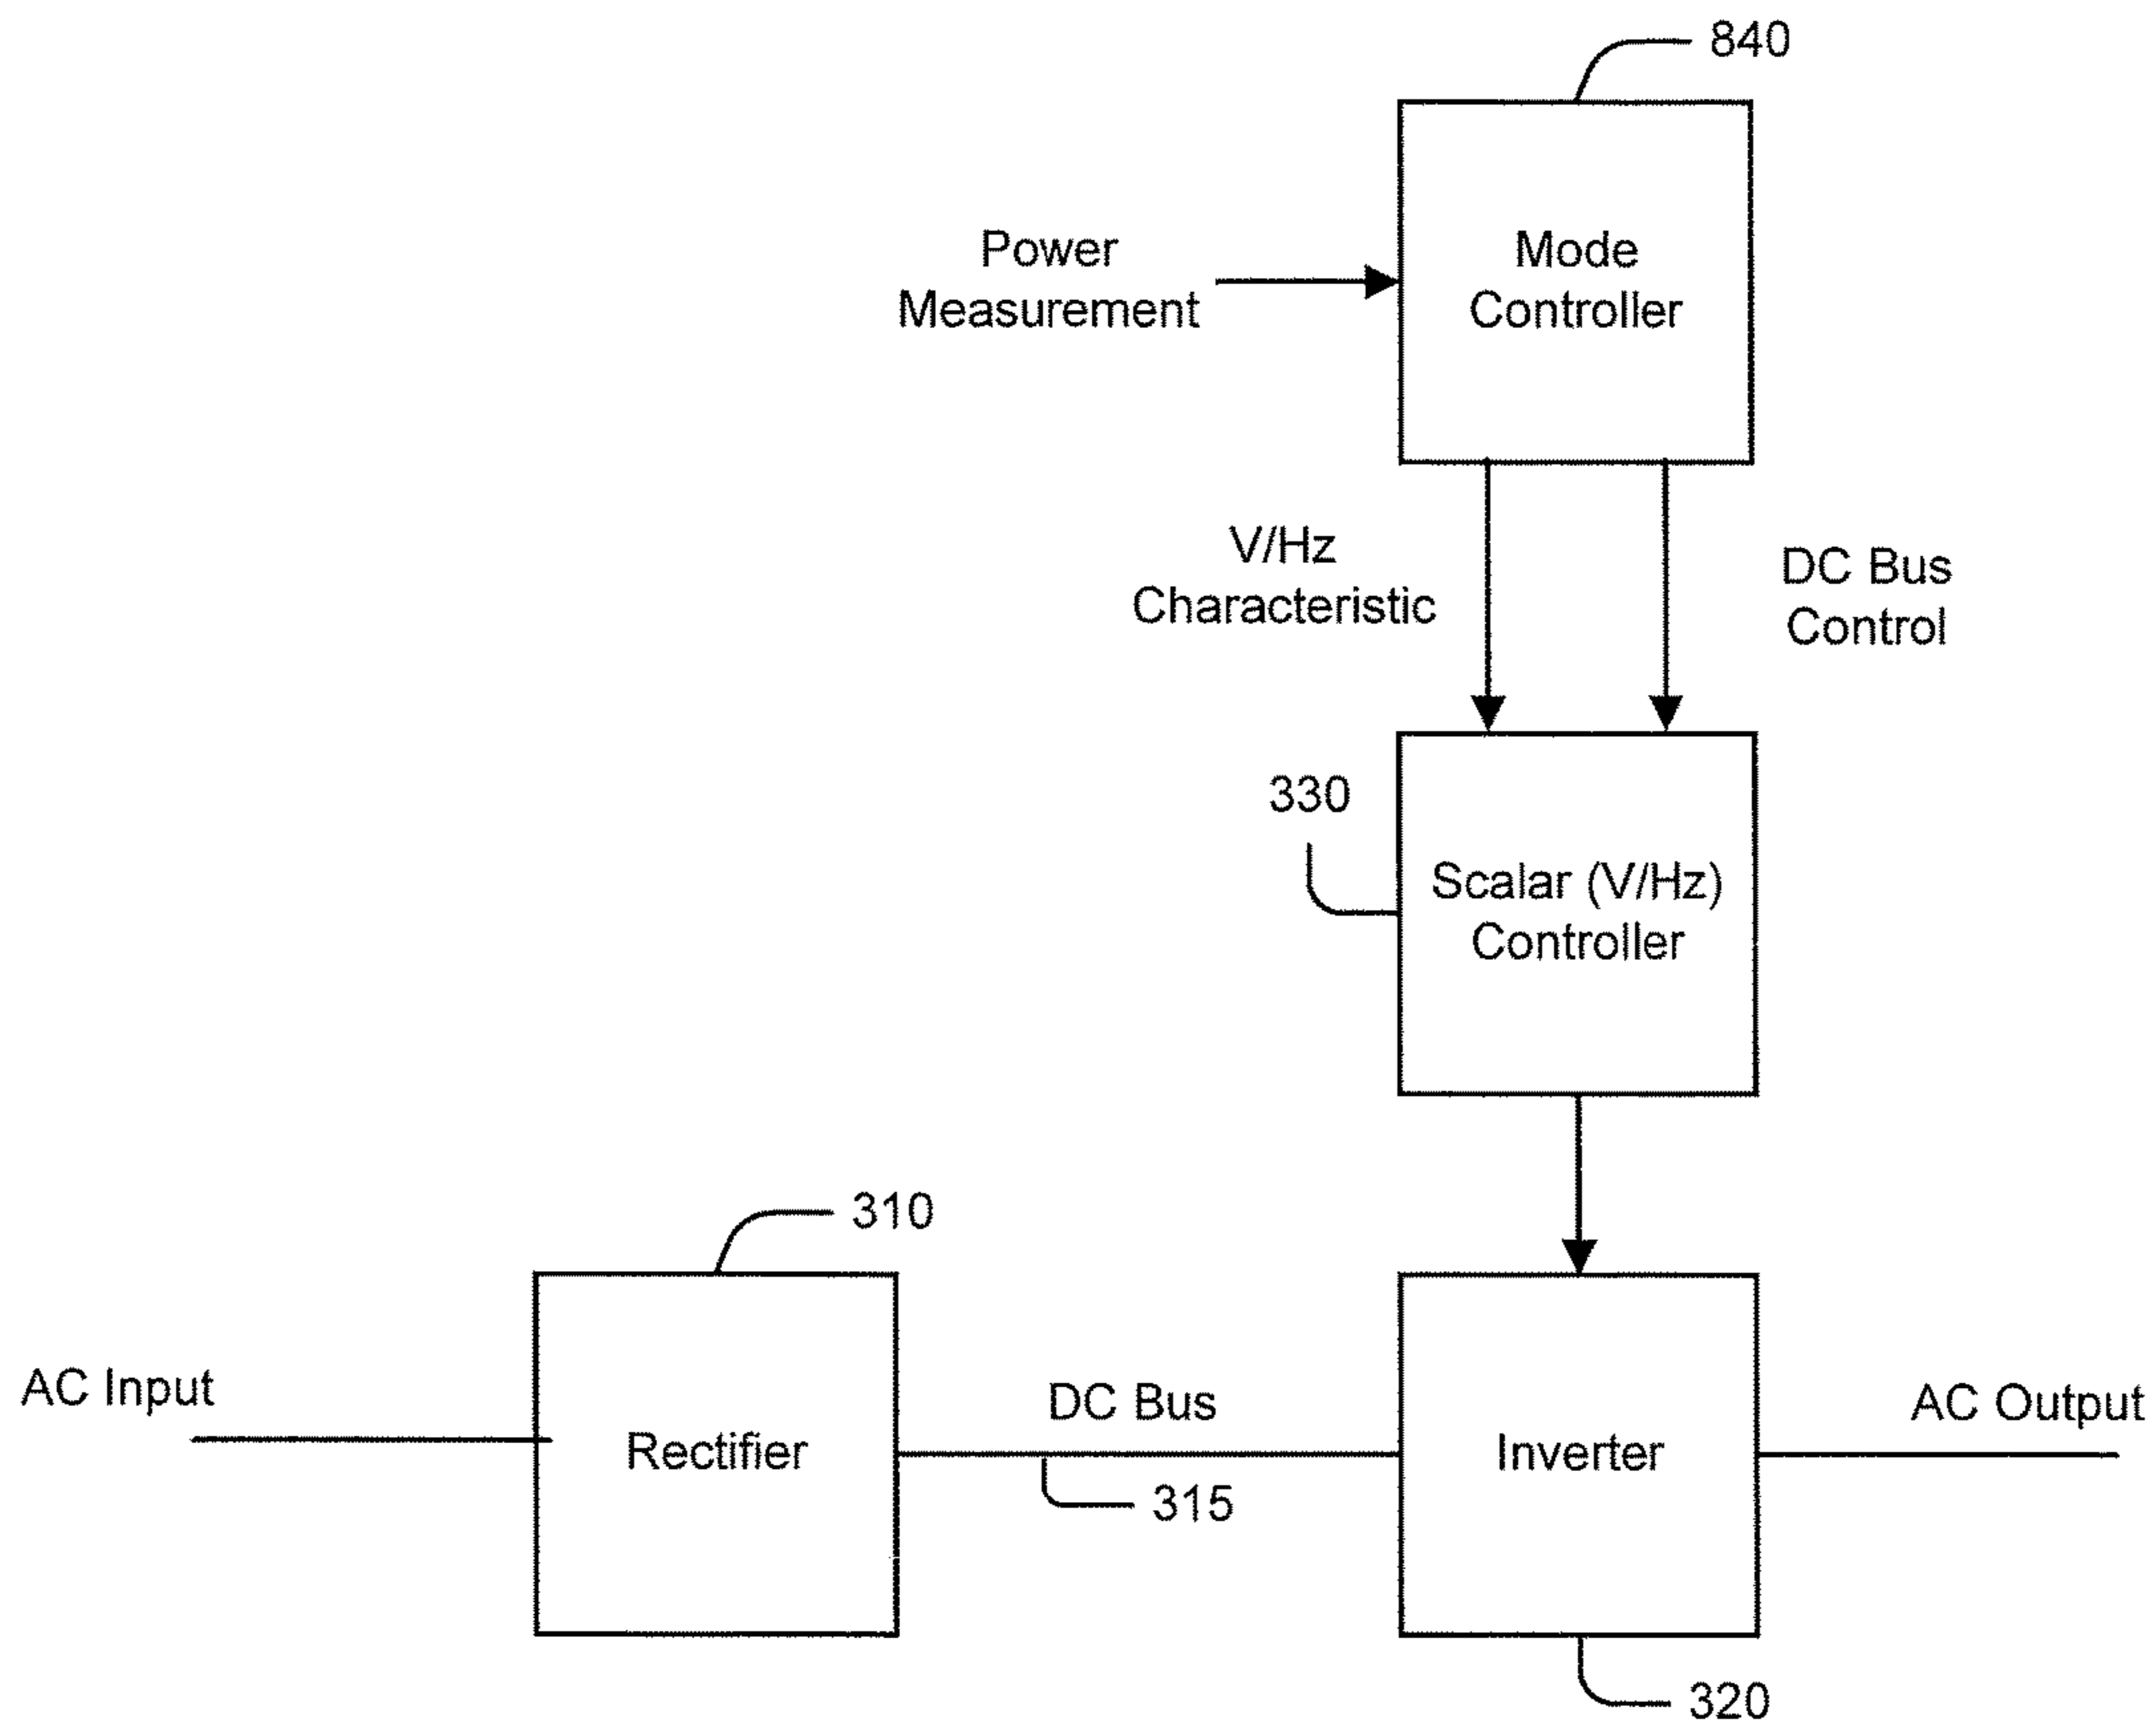 840
Power
Measurement
Mode
Controller
V/Hz
Characteristic
DC Bus
Control
330
Scalar (V/Hz)
Controller
310
AC Input
Rectifier
DC Bus
315
Inverter
AC Output
320